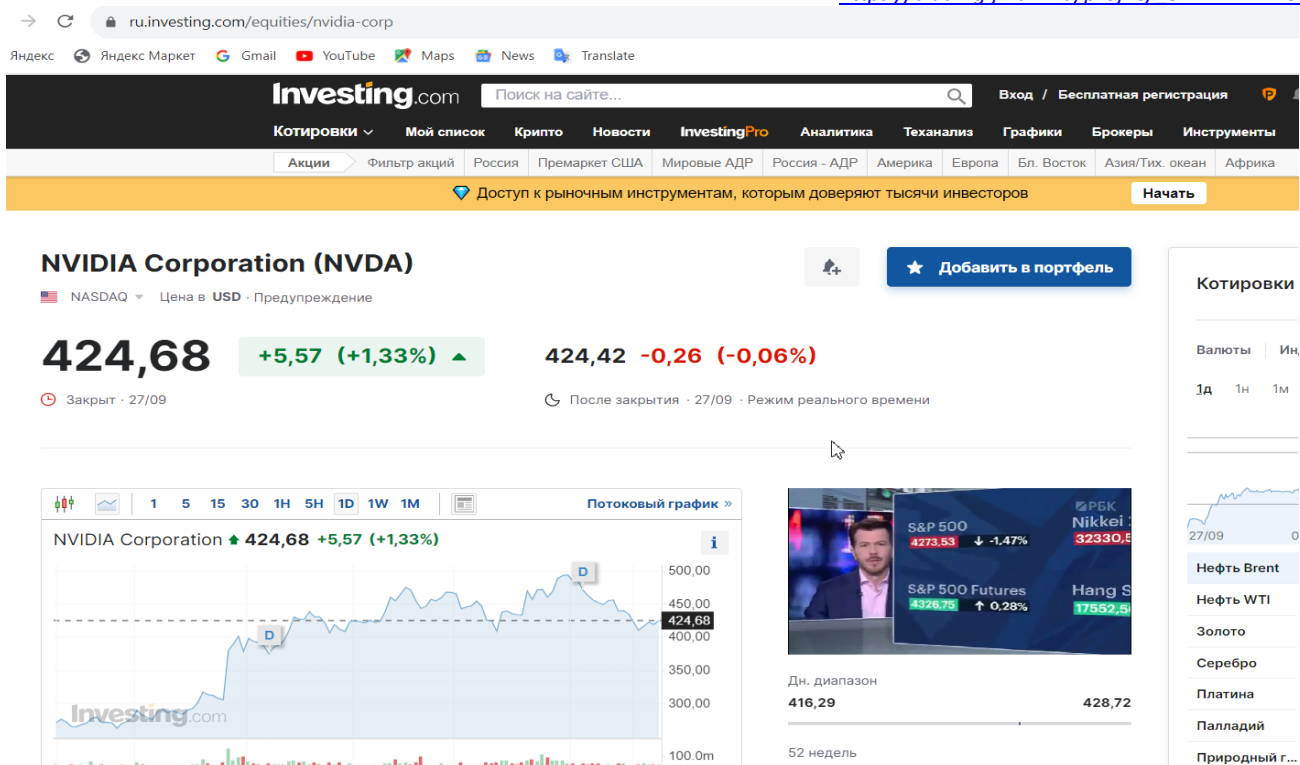 ru.investing.com/equities/nvidia-corp
Яндекс Яндекс Маркет Gmail YouTube Maps News Translate
Investing.com Поиск на сайте... Вход / Бесплатная регистрация
Котировки Мой список Крипто Новости InvestingPro Аналитика Теханализ Графики Брокеры Инструменты
Акции Фильтр акций Россия Премаркет США Мировые АДР Россия - АДР Америка Европа Бл. Восток Азия/Тих. океан Африка
Доступ к рыночным инструментам, которым доверяют тысячи инвесторов Начать
NVIDIA Corporation (NVDA)
Добавить в портфель
NASDAQ Цена в USD · Предупреждение
424,68 +5,57 (+1,33%) 424,42 -0,26 (-0,06%)
Закрыт · 27/09 После закрытия · 27/09 · Режим реального времени
1 5 15 30 1H 5H 1D 1W 1M Потоковый график »
NVIDIA Corporation 424,68 +5,57 (+1,33%) i
500,00
450,00
424,68
400,00
350,00
300,00
100.0m
D
D
Investing.com
РБК
S&P 500 Nikkei
4273,53 -1,47% 32330,5
S&P 500 Futures Hang S
4326,75 0,28% 17552,5
Дн. диапазон
416,29 428,72
52 недель
Котировки
Валюты
1д 1н 1м
27/09
Нефть Brent
Нефть WTI
Золото
Серебро
Платина
Палладий
Природный г...